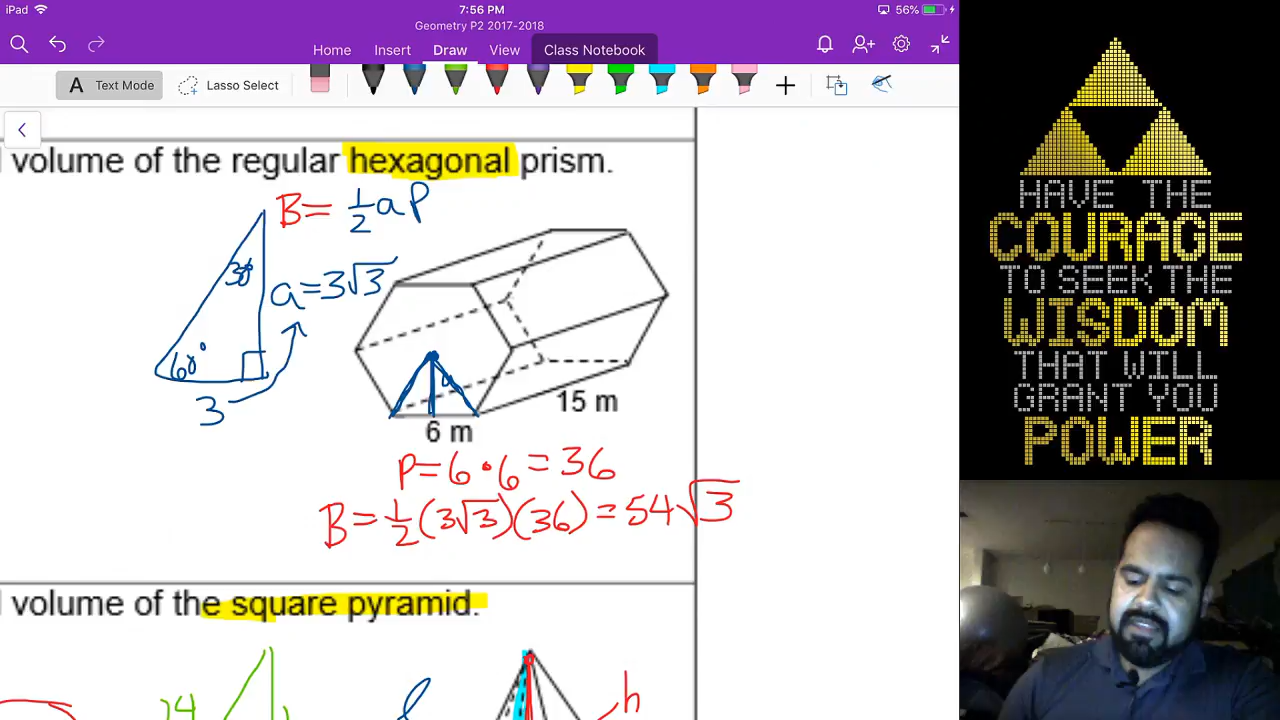 iPad 7:56 PM 56%
Geometry P2 2017-2018
Home Insert Draw View Class Notebook
A Text Mode Lasso Select
volume of the regular hexagonal prism.
B = 1/2 a P
30°
a = 3√3
60°
3
a
15 m
6 m
P = 6 • 6 = 36
B = 1/2 (3√3)(36) = 54√3
volume of the square pyramid.
24
l
h
HAVE THE
COURAGE
TO SEEK THE
WISDOM
THAT WILL
GRANT YOU
POWER